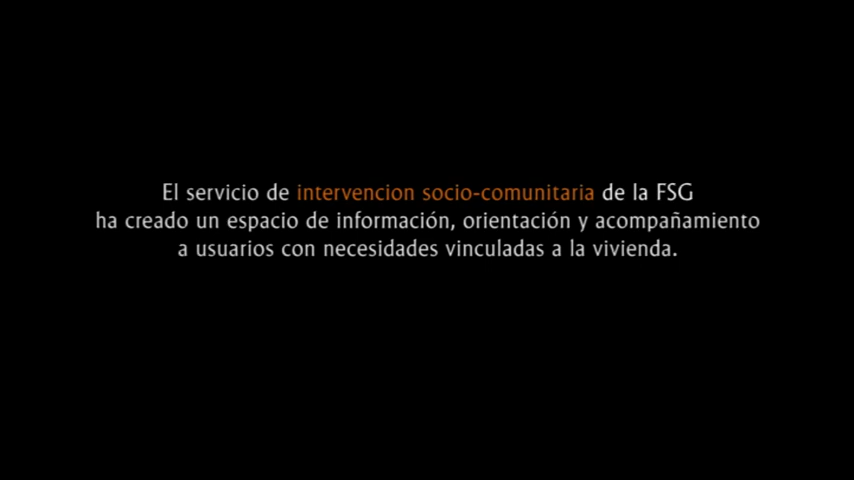 El servicio de intervencion socio-comunitaria de la FSG
ha creado un espacio de información, orientación y acompañamiento
a usuarios con necesidades vinculadas a la vivienda.